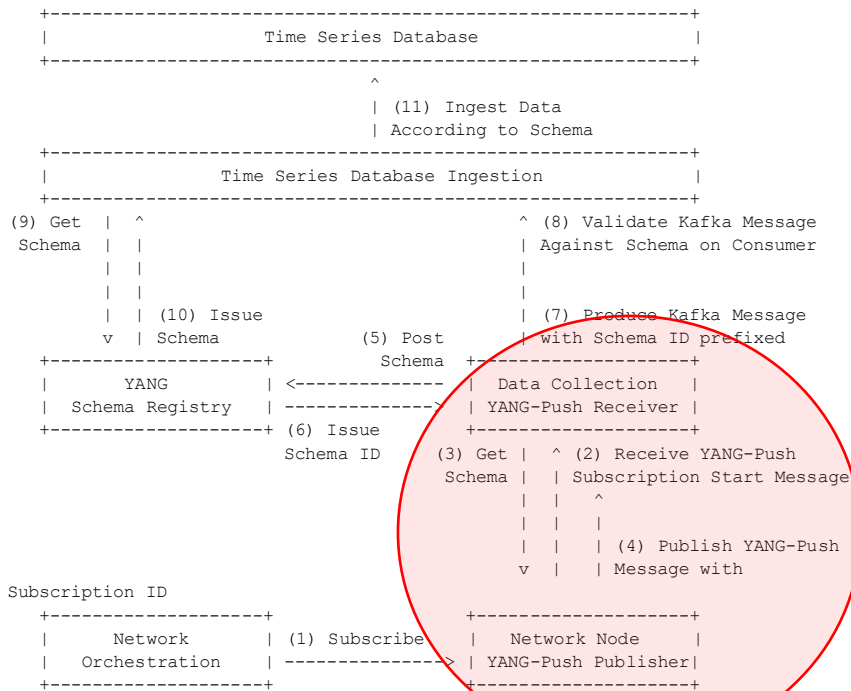 +------------------------------------------------------------+
|                    Time Series Database                    |
+------------------------------------------------------------+
^
| (11) Ingest Data
| According to Schema
+------------------------------------------------------------+
|                Time Series Database Ingestion              |
+------------------------------------------------------------+
(9) Get  |  ^                                   ^ (8) Validate Kafka Message
Schema  |  |                                   | Against Schema on Consumer
|  |                                   |
|  |                                   |
|  | (10) Issue                          | (7) Produce Kafka Message
v  | Schema             (5) Post       | with Schema ID prefixed
+--------------------+   Schema +---------------------+
|       YANG         | <-------------- |  Data Collection    |
|   Schema Registry  | --------------> | YANG-Push Receiver |
+--------------------+ (6) Issue        +---------------------+
Schema ID     (3) Get |  ^ (2) Receive YANG-Push
Schema |  | Subscription Start Message
|  |   ^
|  |   |
|  |   | (4) Publish YANG-Push
v  |   | Message with
Subscription ID
+--------------------+                   +---------------------+
|      Network       | (1) Subscribe     |   Network Node      |
|   Orchestration    | ---------------> | YANG-Push Publisher|
+--------------------+                   +---------------------+